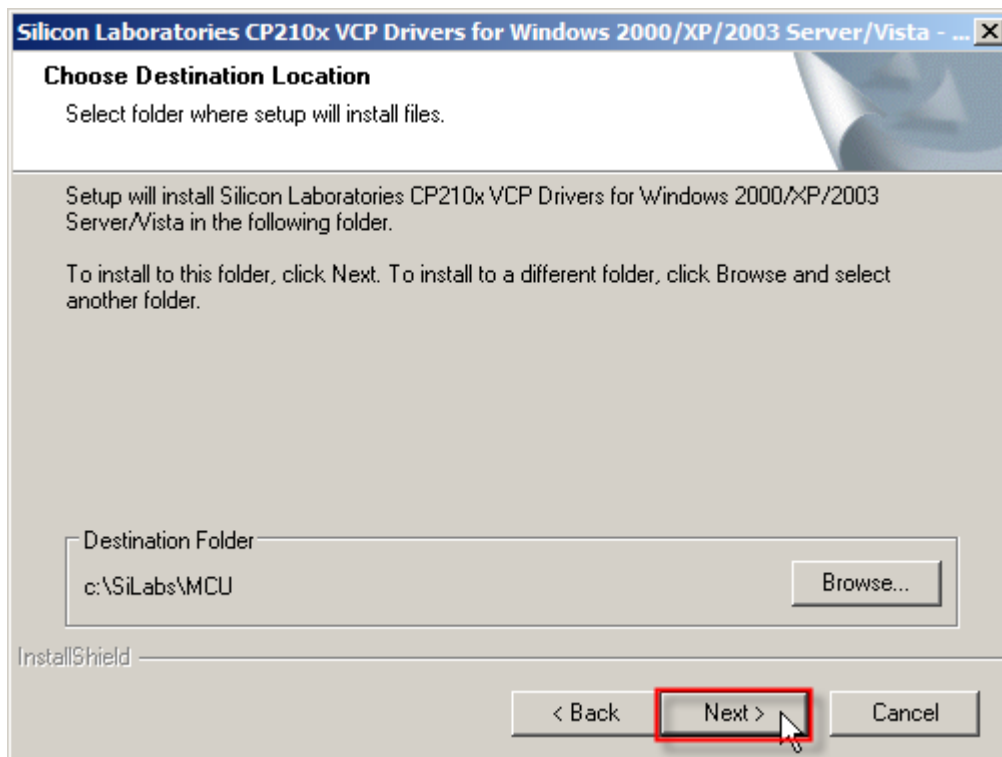 Silicon Laboratories CP210x VCP Drivers for Windows 2000/XP/2003 Server/Vista - ...
Choose Destination Location
Select folder where setup will install files.
Setup will install Silicon Laboratories CP210x VCP Drivers for Windows 2000/XP/2003
Server/Vista in the following folder.
To install to this folder, click Next. To install to a different folder, click Browse and select
another folder.
Destination Folder
c:\SiLabs\MCU
Browse...
InstallShield
< Back
Next >
Cancel